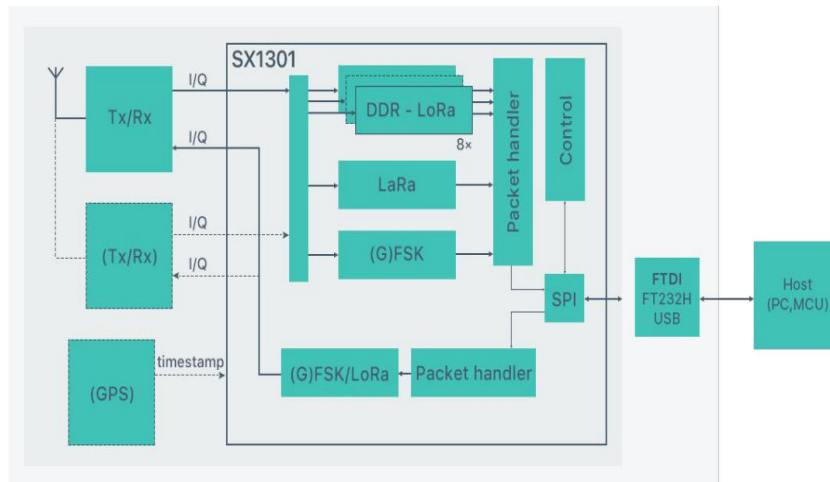 SX1301
I/Q
Tx/Rx
DDR - LoRa
8×
I/Q
LaRa
Packet handler
Control
I/Q
(Tx/Rx)
(G)FSK
I/Q
SPI
FTDI
FT232H
USB
Host
(PC,MCU)
timestamp
(GPS)
(G)FSK/LoRa
Packet handler